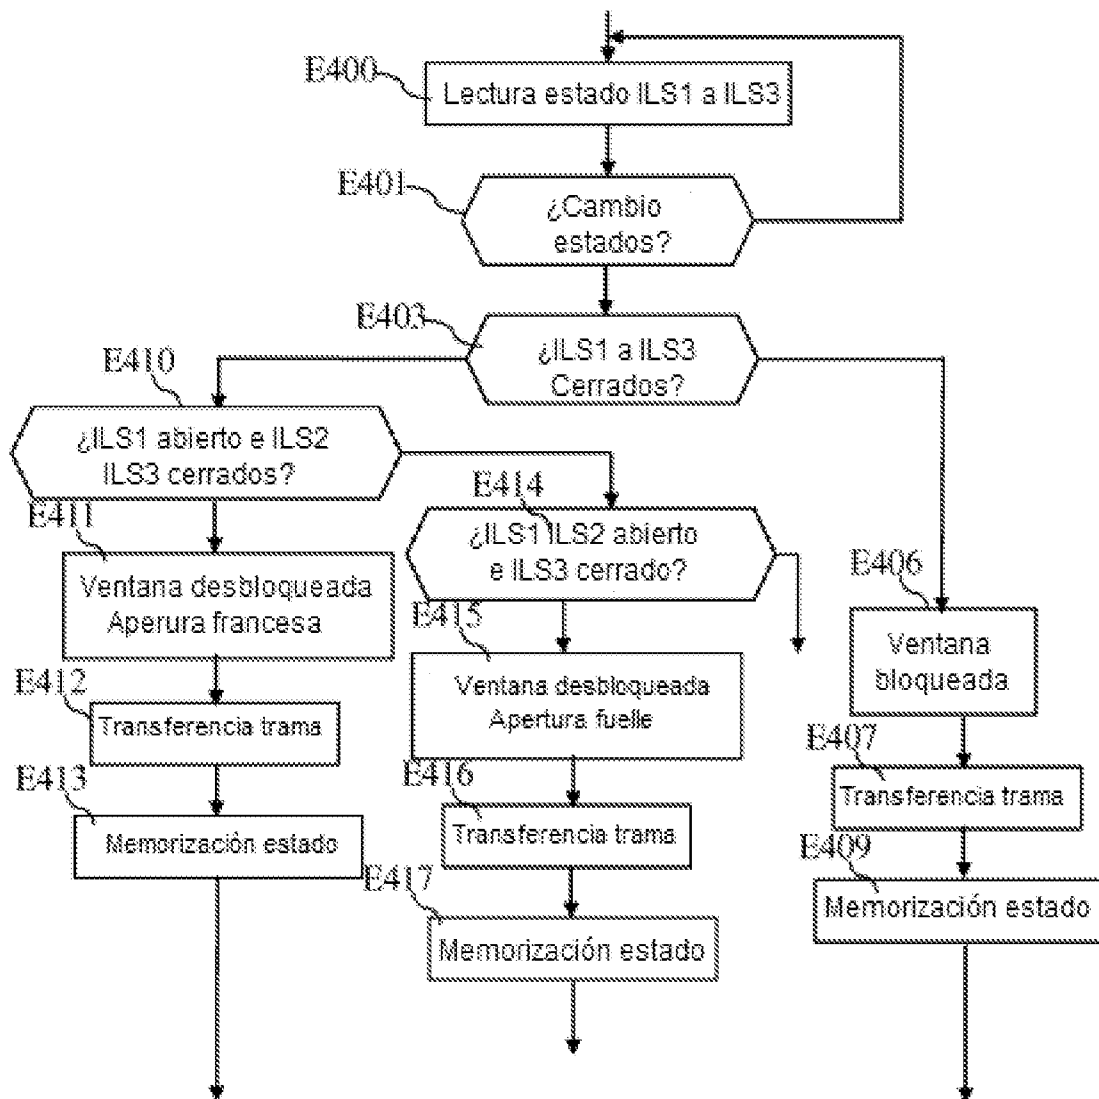 E400
Lectura estado ILS1 a ILS3
E401
¿Cambio
estados?
E403
¿ILS1 a ILS3
Cerrados?
E410
¿ILS1 abierto e ILS2
ILS3 cerrados?
E411
Ventana desbloqueada
Aperura francesa
E412
Transferencia trama
E413
Memorización estado
E414
¿ILS1 ILS2 abierto
e ILS3 cerrado?
E415
Ventana desbloqueada
Apertura fuelle
E416
Transferencia trama
E417
Memorización estado
E406
Ventana
bloqueada
E407
Transferencia trama
E409
Memorización estado